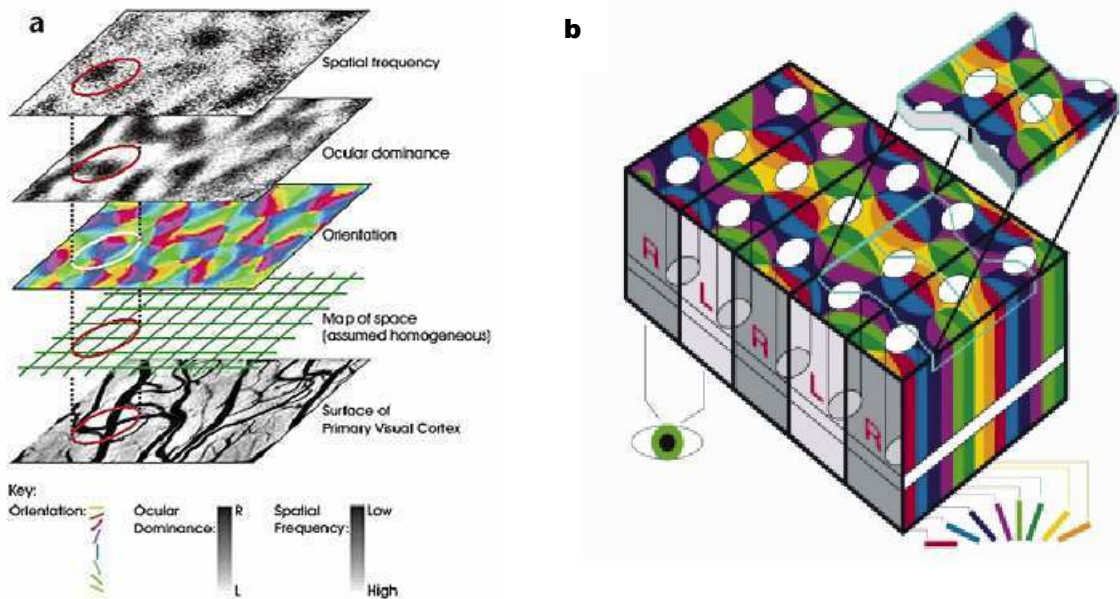 a
Spatial frequency
Ocular dominance
Orientation
Map of space
(assumed homogeneous)
Surface of
Primary Visual Cortex
Key:
Orientation:
Ocular
Dominance:
R
L
Spatial
Frequency:
Low
High
b
R
L
R
L
R